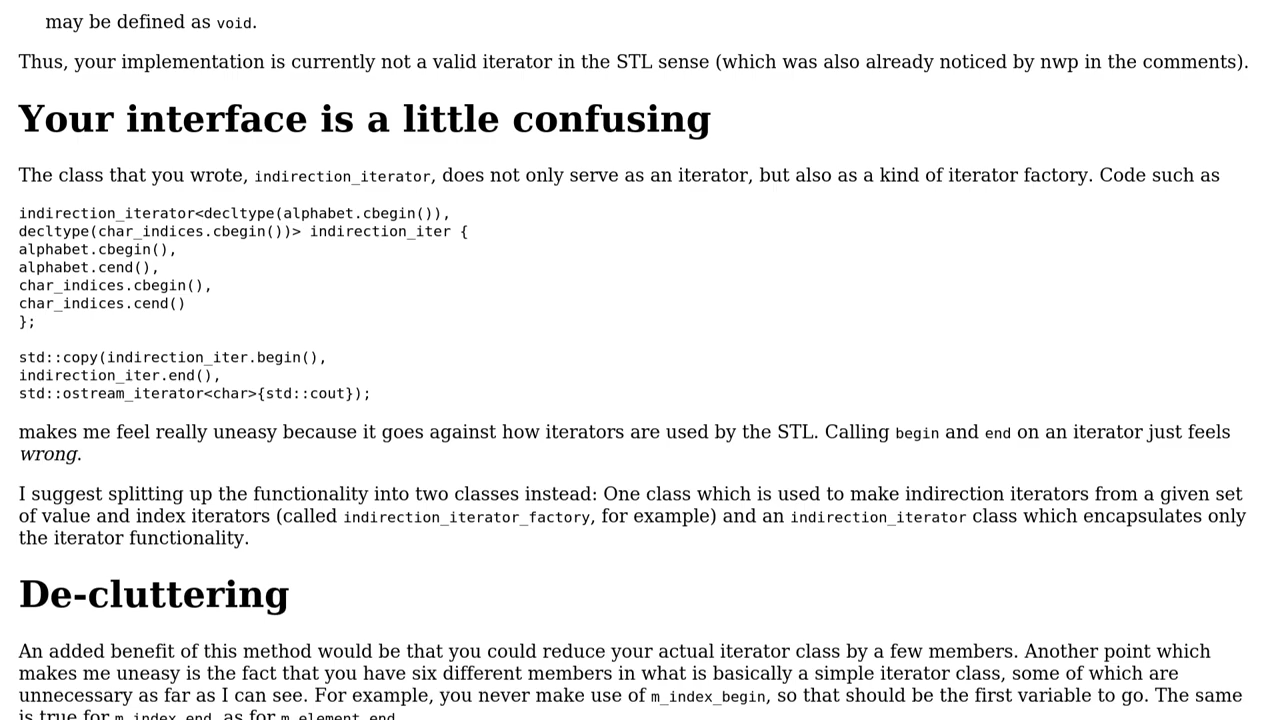 may be defined as void.
Thus, your implementation is currently not a valid iterator in the STL sense (which was also already noticed by nwp in the comments).
Your interface is a little confusing
The class that you wrote, indirection_iterator, does not only serve as an iterator, but also as a kind of iterator factory. Code such as
indirection_iterator<decltype(alphabet.cbegin()),
decltype(char_indices.cbegin())> indirection_iter {
alphabet.cbegin(),
alphabet.cend(),
char_indices.cbegin(),
char_indices.cend()
};
std::copy(indirection_iter.begin(),
indirection_iter.end(),
std::ostream_iterator<char>{std::cout});
makes me feel really uneasy because it goes against how iterators are used by the STL. Calling begin and end on an iterator just feels
wrong.
I suggest splitting up the functionality into two classes instead: One class which is used to make indirection iterators from a given set
of value and index iterators (called indirection_iterator_factory, for example) and an indirection_iterator class which encapsulates only
the iterator functionality.
De-cluttering
An added benefit of this method would be that you could reduce your actual iterator class by a few members. Another point which
makes me uneasy is the fact that you have six different members in what is basically a simple iterator class, some of which are
unnecessary as far as I can see. For example, you never make use of m_index_begin, so that should be the first variable to go. The same
is true for m_index_end, as for m_element_end.